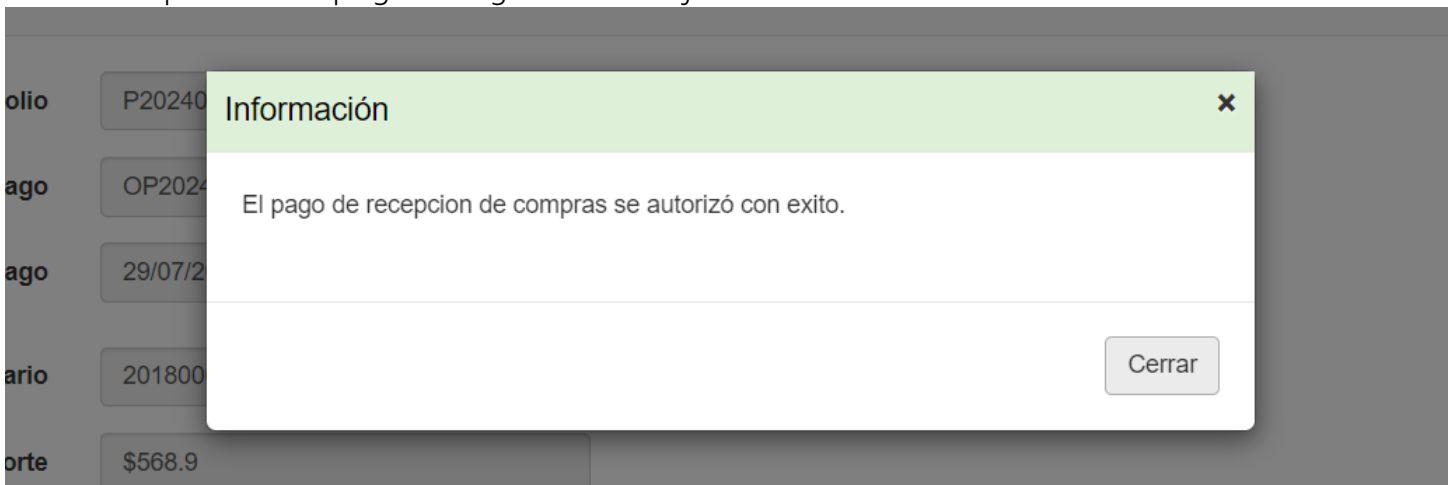 olio P20240
Información ×
ago OP2024
El pago de recepcion de compras se autorizó con exito.
ago 29/07/2
Cerrar
ario 201800
orte $568.9